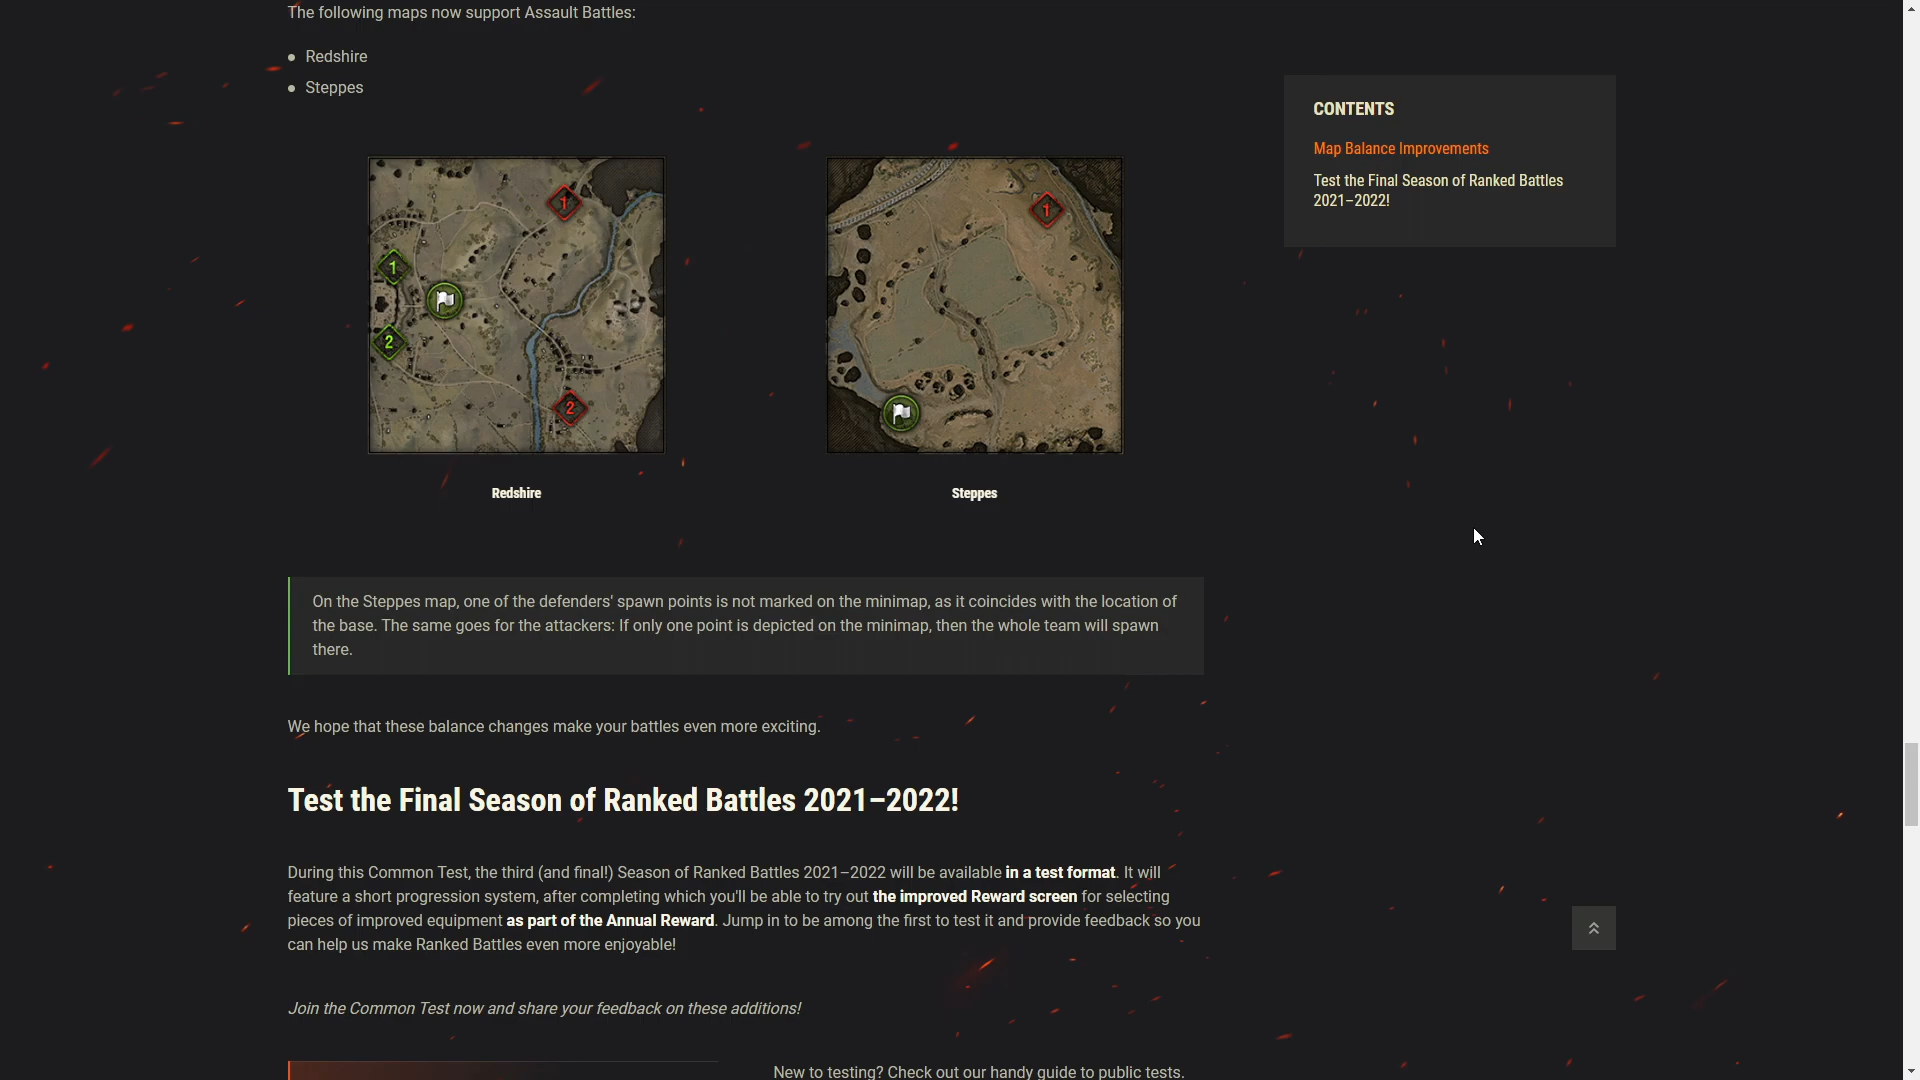 The following maps now support Assault Battles:
Redshire
Steppes
CONTENTS
Map Balance Improvements
Test the Final Season of Ranked Battles
2021–2022!
1
1
1
2
2
Redshire
Steppes
On the Steppes map, one of the defenders’ spawn points is not marked on the minimap, as it coincides with the location of
the base. The same goes for the attackers: If only one point is depicted on the minimap, then the whole team will spawn
there.
We hope that these balance changes make your battles even more exciting.
Test the Final Season of Ranked Battles 2021–2022!
During this Common Test, the third (and final!) Season of Ranked Battles 2021–2022 will be available in a test format. It will
feature a short progression system, after completing which you'll be able to try out the improved Reward screen for selecting
pieces of improved equipment as part of the Annual Reward. Jump in to be among the first to test it and provide feedback so you
can help us make Ranked Battles even more enjoyable!
Join the Common Test now and share your feedback on these additions!
New to testing? Check out our handy guide to public tests.